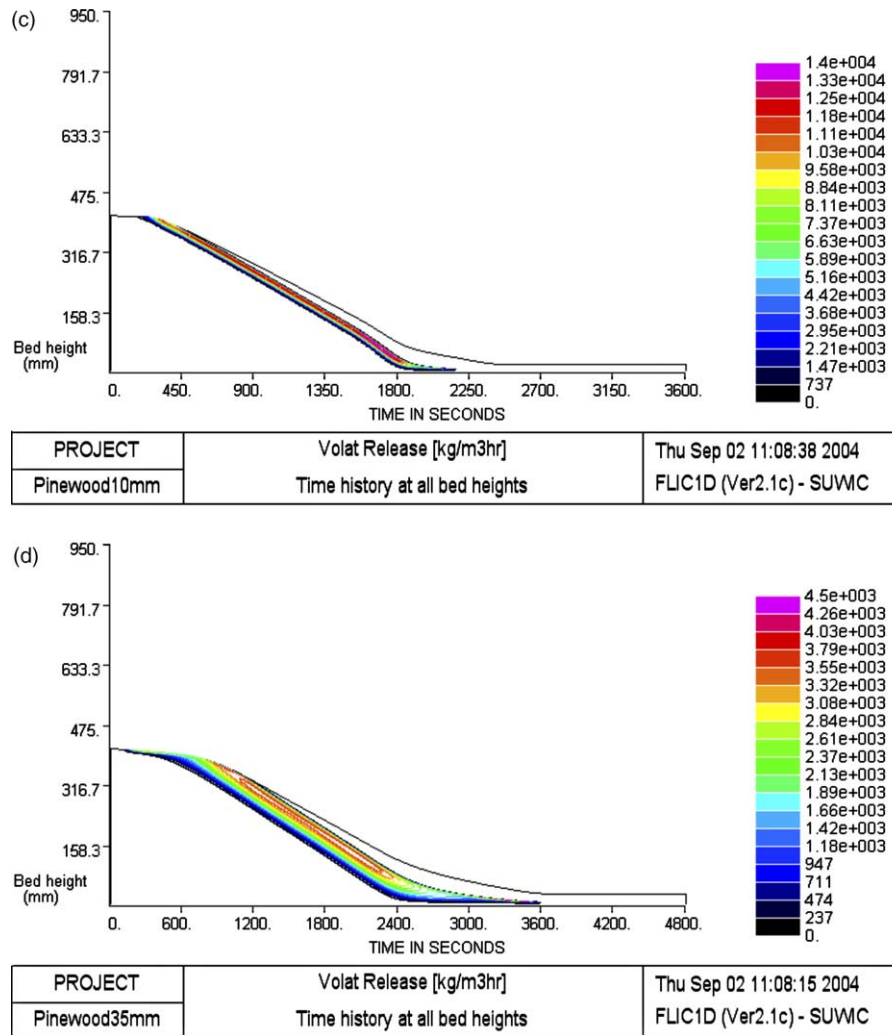 (c)
950.
791.7
633.3
475.
316.7
158.3
Bed height
(mm)
0. 450. 900. 1350. 1800. 2250. 2700. 3150. 3600.
TIME IN SECONDS
1.4e+004
1.33e+004
1.25e+004
1.18e+004
1.11e+004
1.03e+004
9.58e+003
8.84e+003
8.11e+003
7.37e+003
6.63e+003
5.89e+003
5.16e+003
4.42e+003
3.68e+003
2.95e+003
2.21e+003
1.47e+003
737
0.
PROJECT Volat Release [kg/m3hr] Thu Sep 02 11:08:38 2004
Pinewood10mm Time history at all bed heights FLIC1D (Ver2.1c) - SUWIC
(d)
950.
791.7
633.3
475.
316.7
158.3
Bed height
(mm)
0. 600. 1200. 1800. 2400. 3000. 3600. 4200. 4800.
TIME IN SECONDS
4.5e+003
4.26e+003
4.03e+003
3.79e+003
3.55e+003
3.32e+003
3.08e+003
2.84e+003
2.61e+003
2.37e+003
2.13e+003
1.89e+003
1.66e+003
1.42e+003
1.18e+003
947
711
474
237
0.
PROJECT Volat Release [kg/m3hr] Thu Sep 02 11:08:15 2004
Pinewood35mm Time history at all bed heights FLIC1D (Ver2.1c) - SUWIC